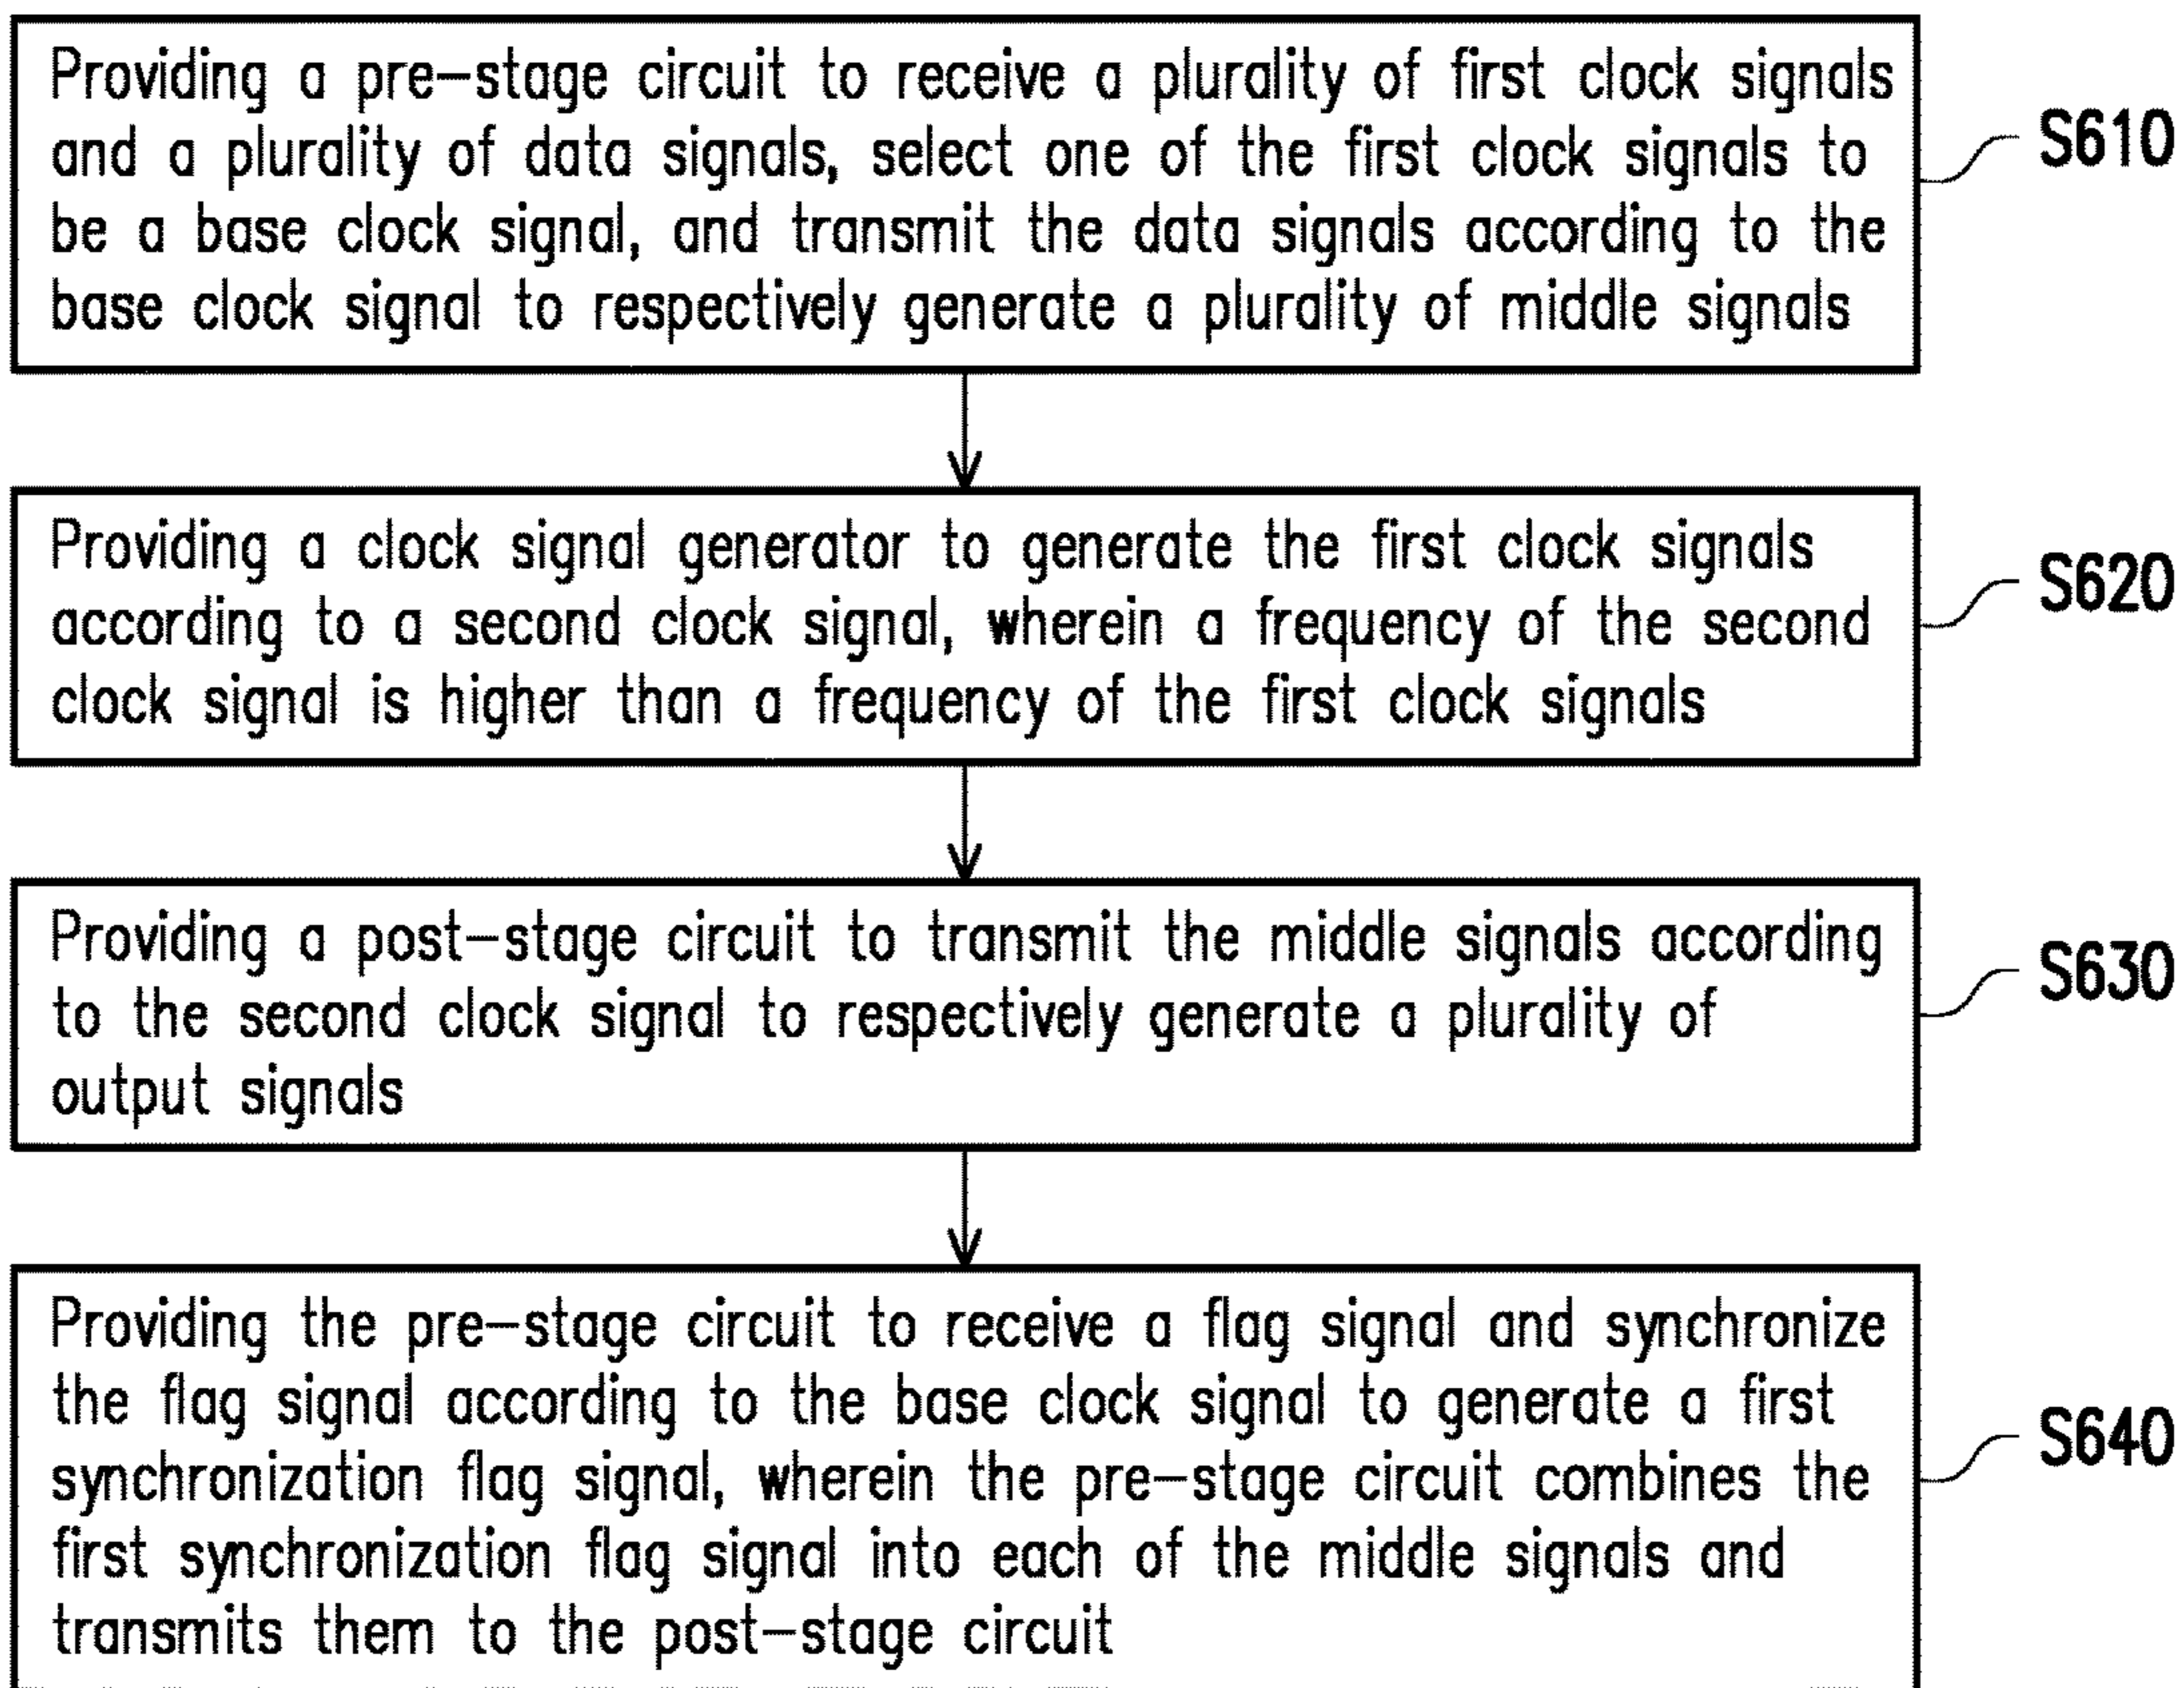 Providing a pre-stage circuit to receive a plurality of first clock signals
and a plurality of data signals, select one of the first clock signals to
be a base clock signal, and transmit the data signals according to the
base clock signal to respectively generate a plurality of middle signals
S610
Providing a clock signal generator to generate the first clock signals
according to a second clock signal, wherein a frequency of the second
clock signal is higher than a frequency of the first clock signals
S620
Providing a post-stage circuit to transmit the middle signals according
to the second clock signal to respectively generate a plurality of
output signals
S630
Providing the pre-stage circuit to receive a flag signal and synchronize
the flag signal according to the base clock signal to generate a first
synchronization flag signal, wherein the pre-stage circuit combines the
first synchronization flag signal into each of the middle signals and
transmits them to the post-stage circuit
S640